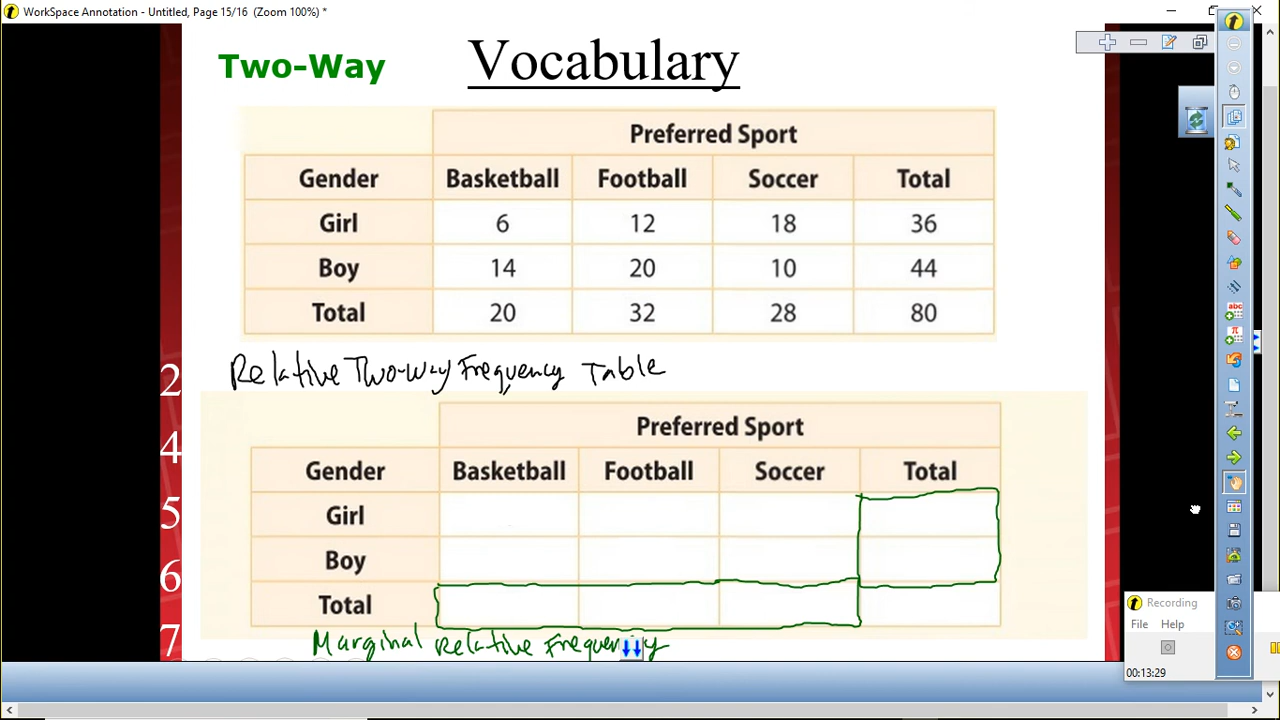 WorkSpace Annotation - Untitled, Page 15/16 (Zoom 100%) *
Two-Way Vocabulary
Preferred Sport
Gender Basketball Football Soccer Total
Girl 6 12 18 36
Boy 14 20 10 44
Total 20 32 28 80
Relative Two-way Frequency Table
2
Preferred Sport
4
Gender Basketball Football Soccer Total
5
Girl
Boy
6
Total
7
Marginal relative Frequency
Recording
File Help
00:13:29